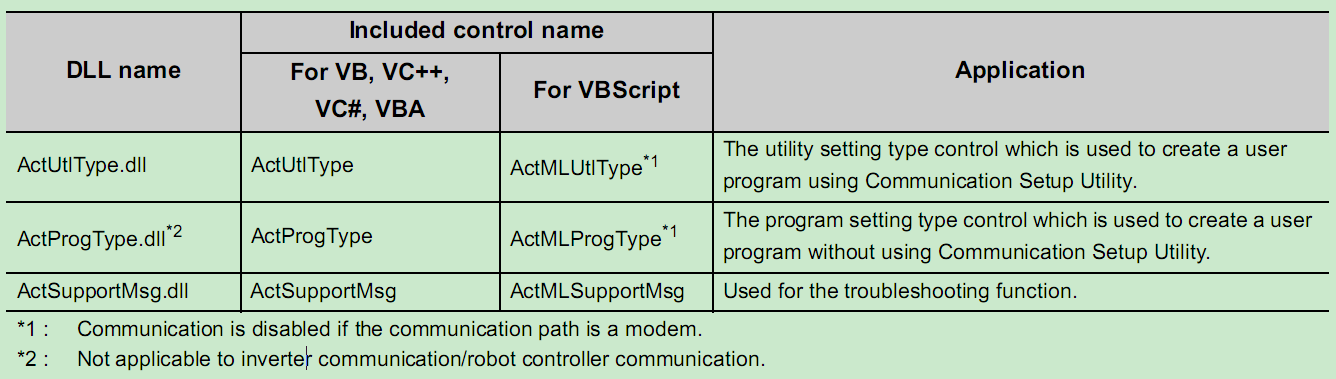 DLL name
Included control name
Application
For VB, VC++,
VC#, VBA
For VBScript
ActUtlType.dll
ActUtlType
ActMLUtlType*1
The utility setting type control which is used to create a user
program using Communication Setup Utility.
ActProgType.dll*2
ActProgType
ActMLProgType*1
The program setting type control which is used to create a user
program without using Communication Setup Utility.
ActSupportMsg.dll
ActSupportMsg
ActMLSupportMsg
Used for the troubleshooting function.
*1 : Communication is disabled if the communication path is a modem.
*2 : Not applicable to inverter communication/robot controller communication.